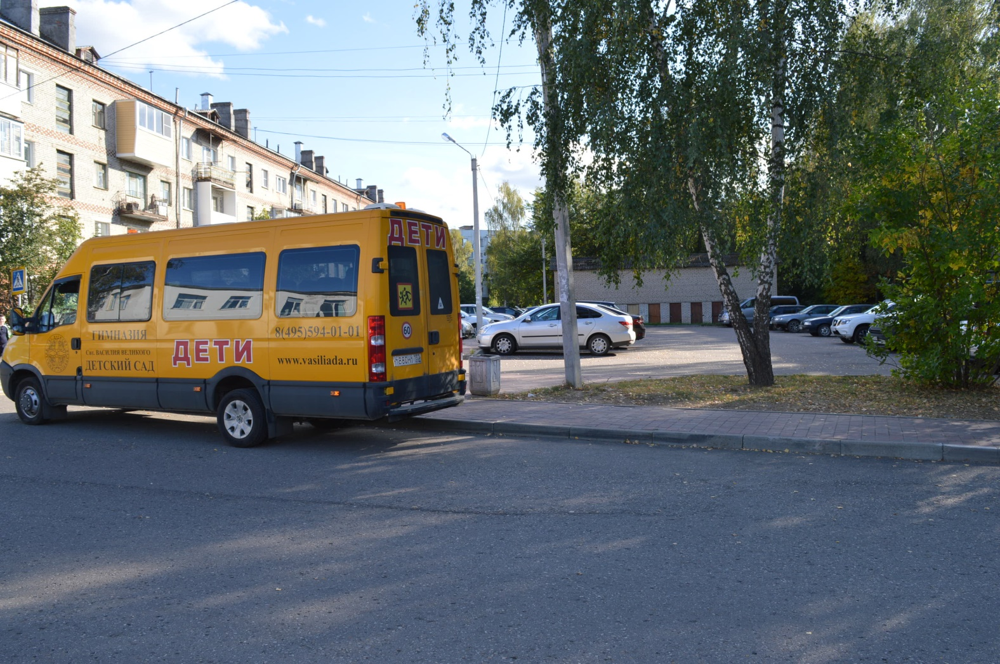 ДЕТИ
ГИМНАЗИЯ
Свт. ВАСИЛИЯ ВЕЛИКОГО
ДЕТСКИЙ САД
ДЕТИ
8(495)594-01-01
www.vasiliada.ru
60